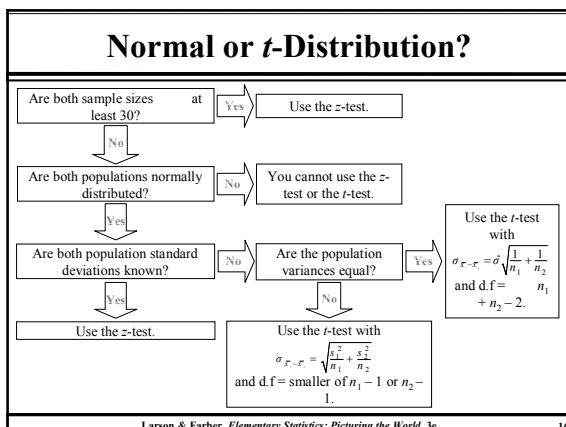 Normal or t-Distribution?
Are both sample sizes at
least 30?
Yes
Use the z-test.
No
Are both populations normally
distributed?
No
You cannot use the z-
test or the t-test.
Yes
Are both population standard
deviations known?
No
Are the population
variances equal?
Yes
Use the t-test
with
σ x̄₁−x̄₂ = σ̂ √(1/n₁ + 1/n₂)
and d.f = n₁
+ n₂ – 2.
Yes
Use the z-test.
No
Use the t-test with
σ x̄₁−x̄₂ = √(s₁²/n₁ + s₂²/n₂)
and d.f = smaller of n₁ – 1 or n₂ –
1.
Larson & Farber, Elementary Statistics: Picturing the World, 3e